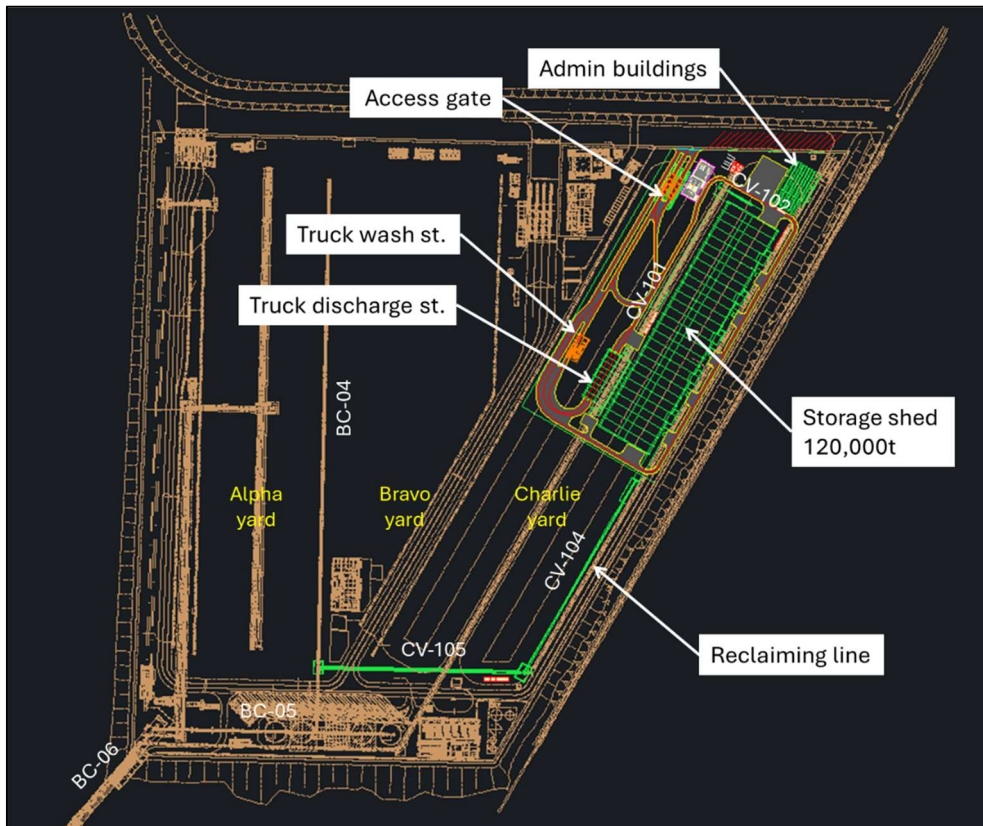 Admin buildings
Access gate
CV-102
Truck wash st.
CV-101
Truck discharge st.
BC-04
Storage shed
120,000t
Alpha
yard
Bravo
yard
Charlie
yard
CV-104
CV-105
Reclaiming line
BC-05
BC-06